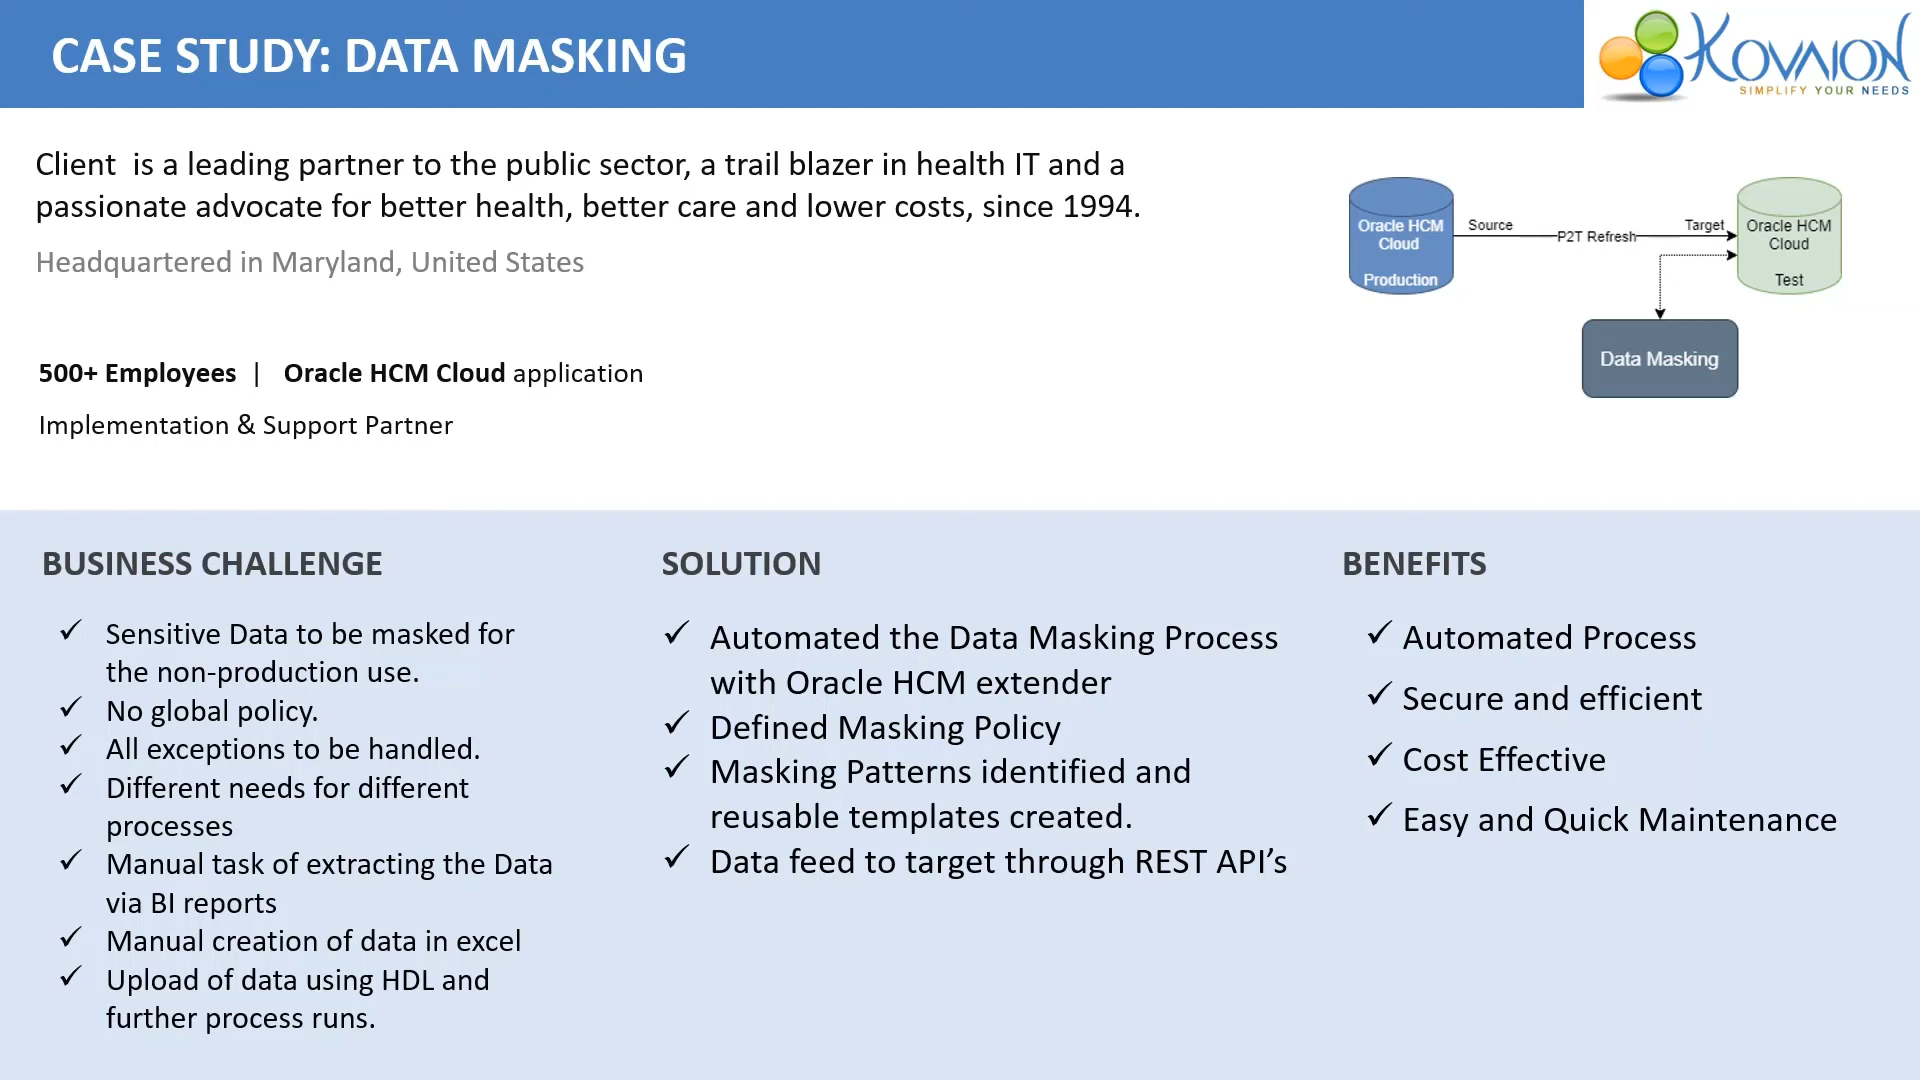 CASE STUDY: DATA MASKING
KOVAION
SIMPLIFY YOUR NEEDS
Client  is a leading partner to the public sector, a trail blazer in health IT and a
passionate advocate for better health, better care and lower costs, since 1994.
Headquartered in Maryland, United States
500+ Employees | Oracle HCM Cloud application
Implementation & Support Partner
Oracle HCM
Cloud
Production
Source
P2T Refresh
Target
Oracle HCM
Cloud
Test
Data Masking
BUSINESS CHALLENGE
✓ Sensitive Data to be masked for
the non-production use.
✓ No global policy.
✓ All exceptions to be handled.
✓ Different needs for different
processes
✓ Manual task of extracting the Data
via BI reports
✓ Manual creation of data in excel
✓ Upload of data using HDL and
further process runs.
SOLUTION
✓ Automated the Data Masking Process
with Oracle HCM extender
✓ Defined Masking Policy
✓ Masking Patterns identified and
reusable templates created.
✓ Data feed to target through REST API’s
BENEFITS
✓ Automated Process
✓ Secure and efficient
✓ Cost Effective
✓ Easy and Quick Maintenance